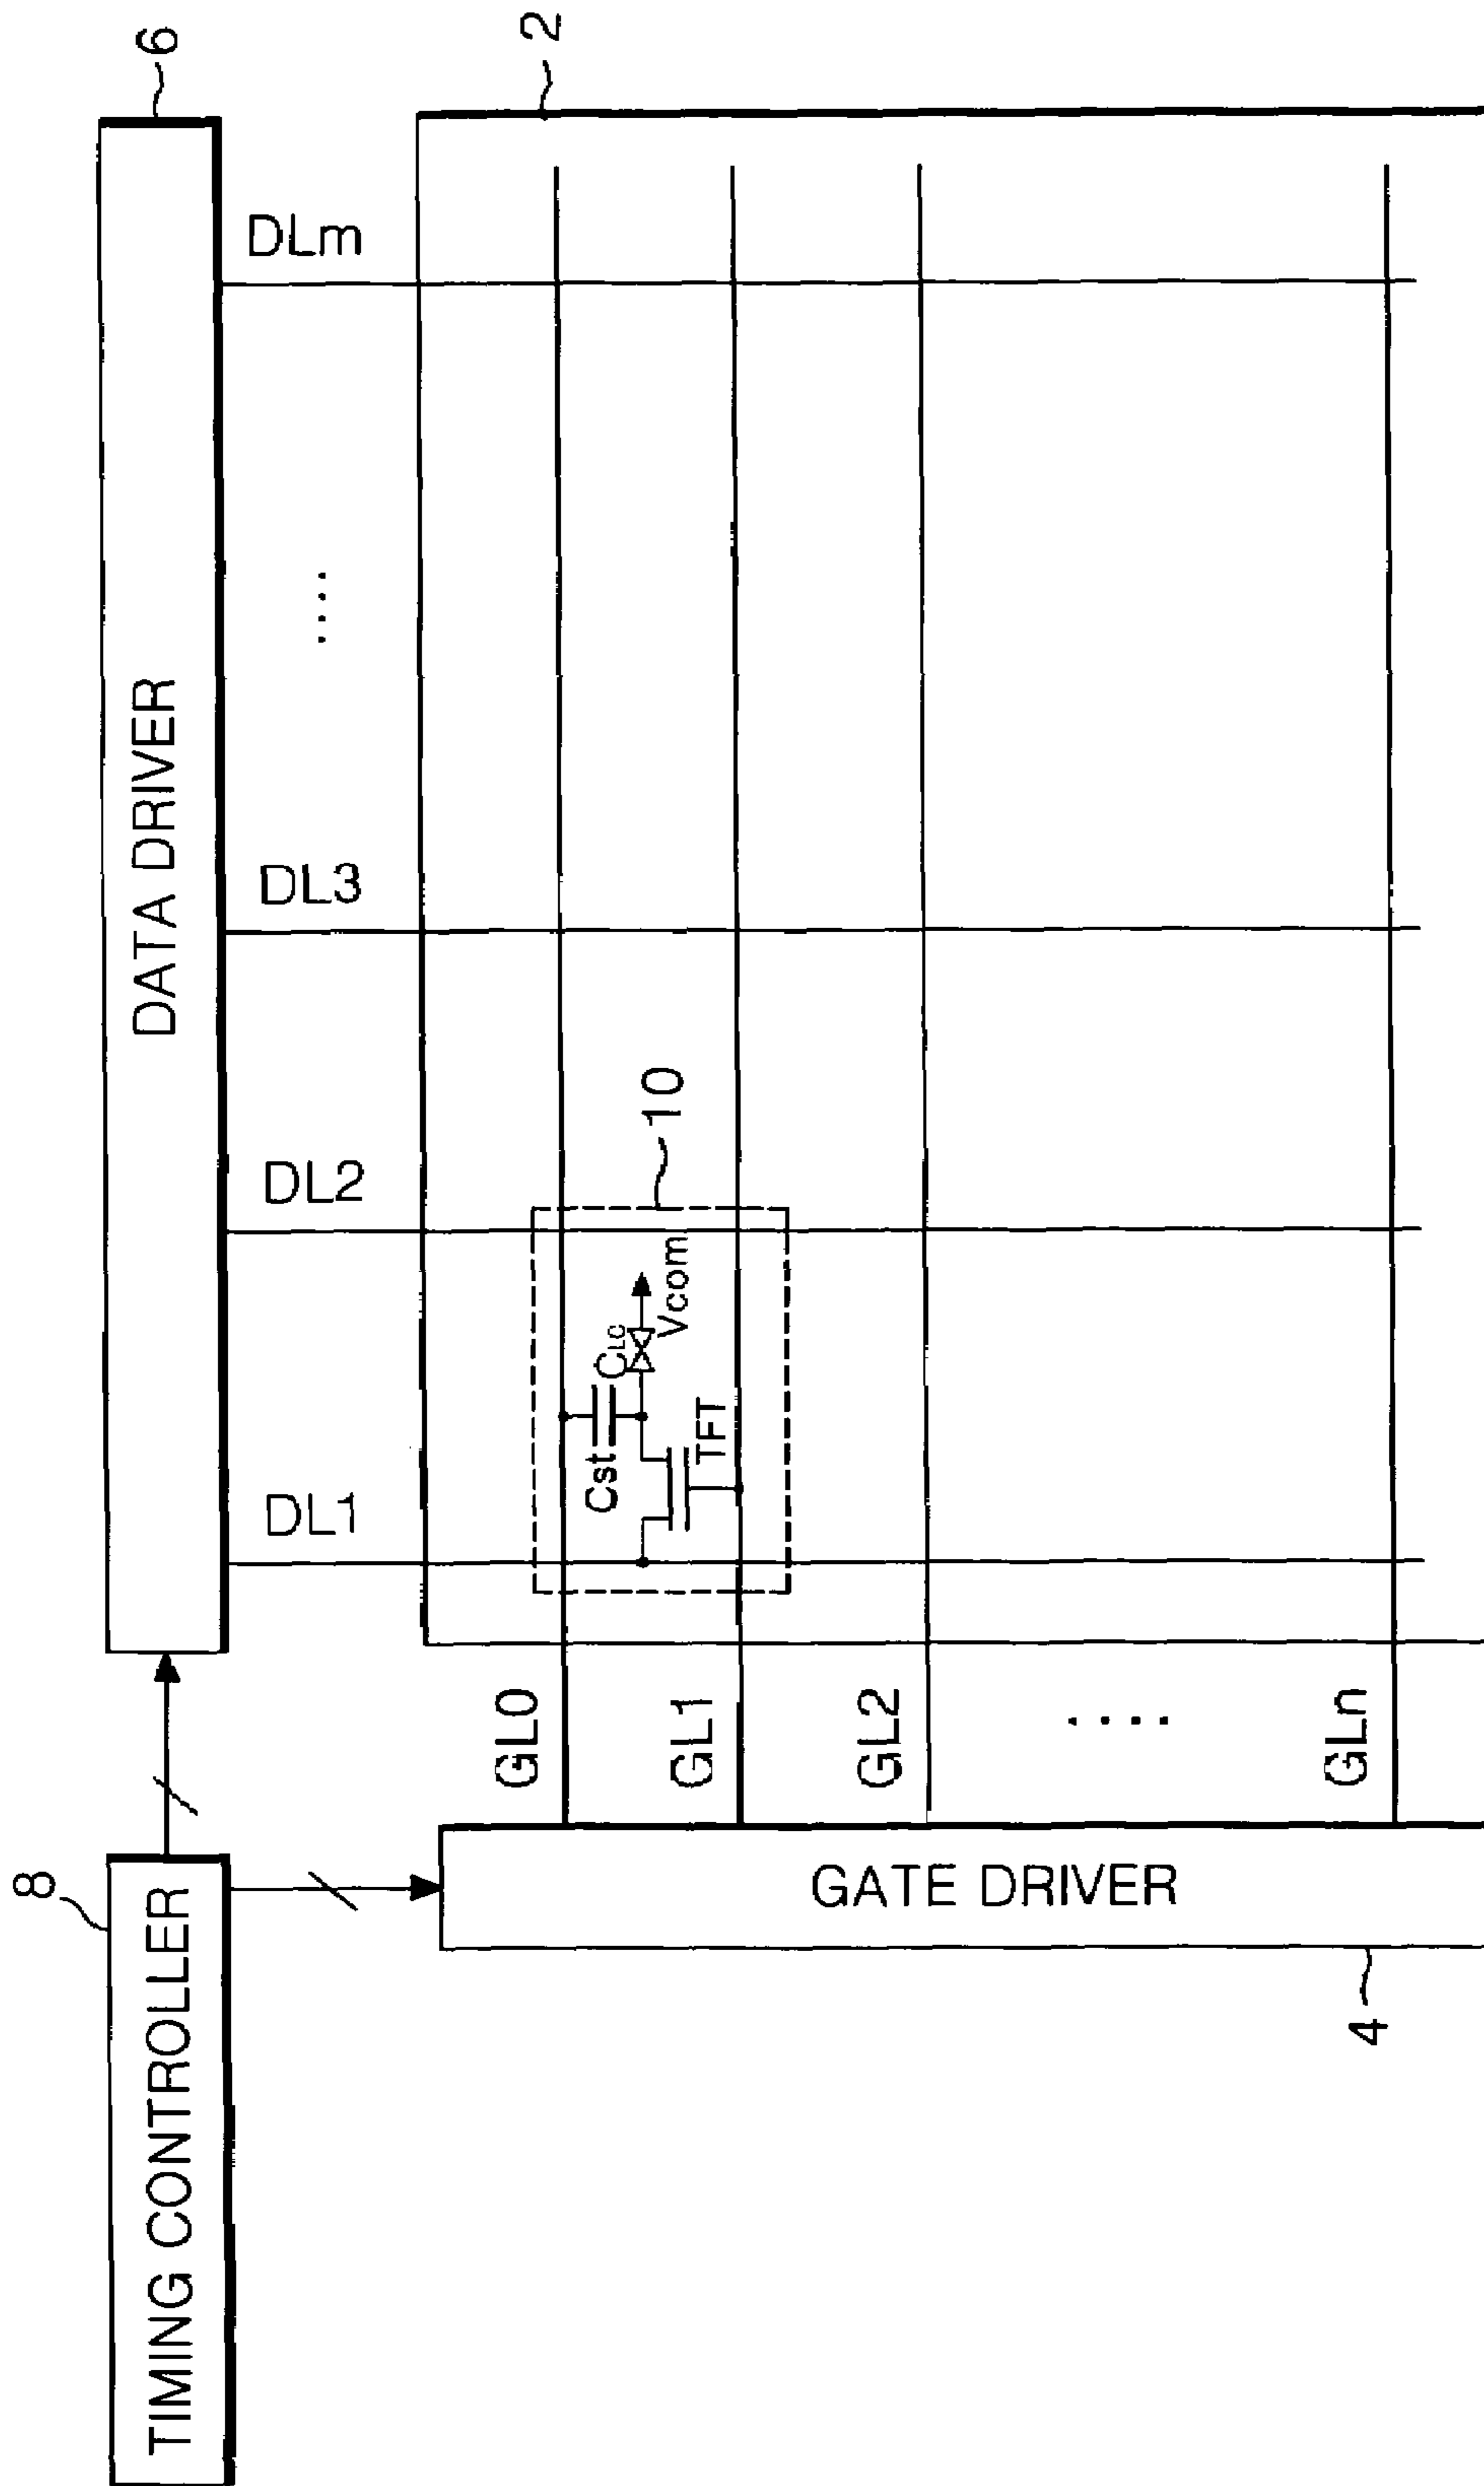 8
TIMING CONTROLLER
DATA DRIVER
6
DL1
DL2
DL3
....
DLm
2
GL0
GL1
GL2
....
GLn
Cst
CLC
Vcom
TFT
10
GATE DRIVER
4